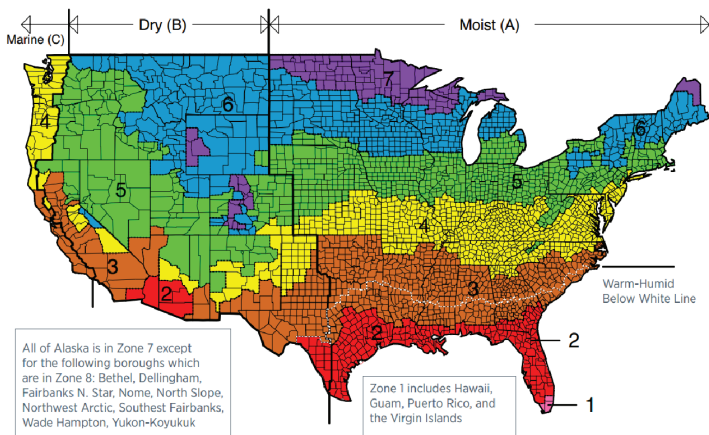 Dry (B)
Moist (A)
Marine (C)
7
6
4
6
5
5
4
3
3
2
2
Warm-Humid
Below White Line
2
1
All of Alaska is in Zone 7 except
for the following boroughs which
are in Zone 8: Bethel, Dellingham,
Fairbanks N. Star, Nome, North Slope,
Northwest Arctic, Southest Fairbanks,
Wade Hampton, Yukon-Koyukuk
Zone 1 includes Hawaii,
Guam, Puerto Rico, and
the Virgin Islands